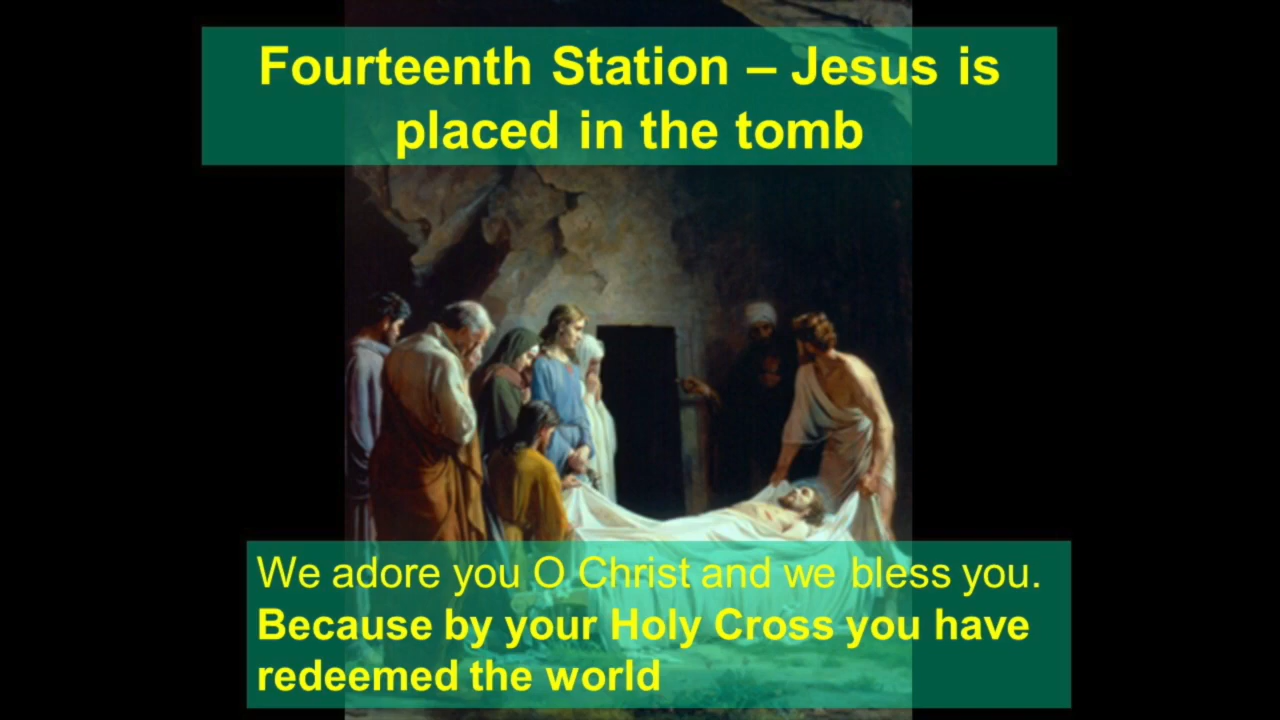 Fourteenth Station – Jesus is
placed in the tomb
We adore you O Christ and we bless you.
Because by your Holy Cross you have
redeemed the world